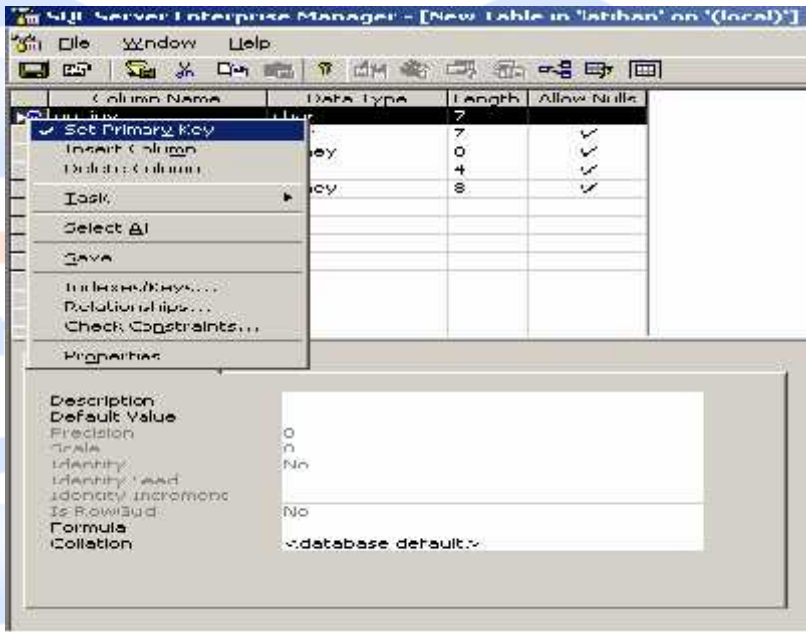 SQL Server Enterprise Manager - [New Table in 'latihan' on '(local)']
File Window Help
Column Name Data Type Length Allow Nulls
char 7
7
8
4
8
Set Primary Key
Insert Column
Delete Column
Task
Select All
Save
Indexes/Keys...
Relationships...
Check Constraints...
Properties
Description
Default Value
Precision 0
Scale 0
Identity No
Identity Seed
Identity Increment
Is RowGuid No
Formula
Collation <database default>